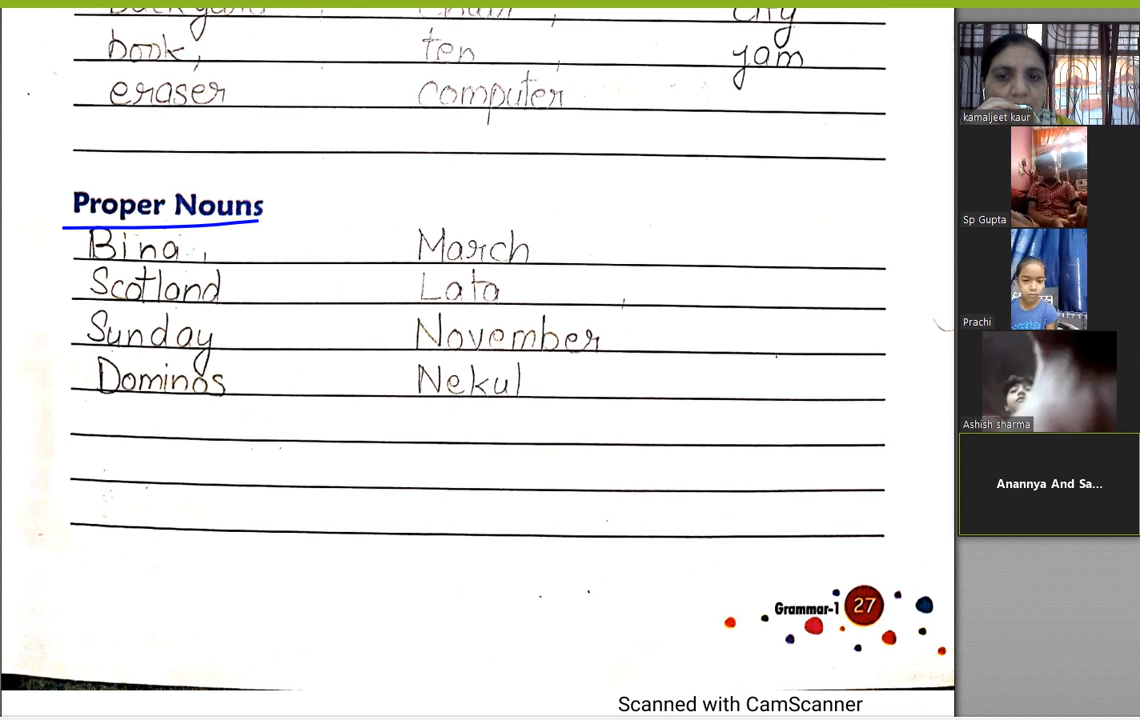 book, ten jam
eraser computer
Proper Nouns
Bina, March
Scotland Lata
Sunday November
Dominos Nekul
Grammar-1 27
Scanned with CamScanner
kamaljeet kaur
Sp Gupta
Prachi
Ashish sharma
Anannya And Sa...